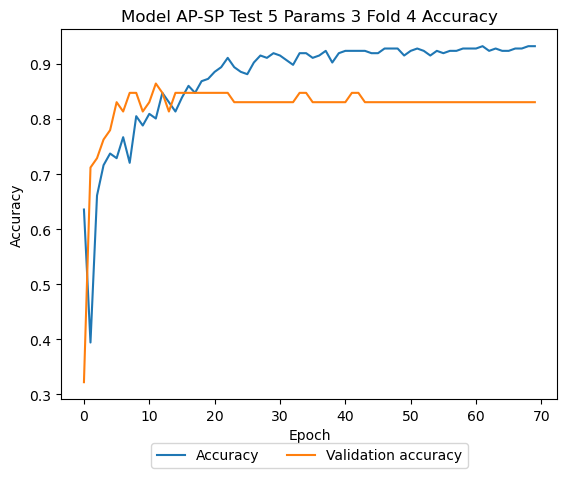 Model AP-SP Test 5 Params 3 Fold 4 Accuracy
Accuracy
0.9
0.8
0.7
0.6
0.5
0.4
0.3
0 10 20 30 40 50 60 70
Epoch
Accuracy Validation accuracy